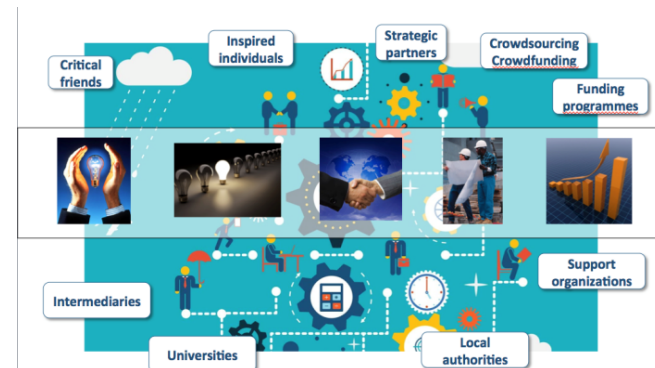 Critical
friends
Inspired
individuals
Strategic
partners
Crowdsourcing
Crowdfunding
Funding
programmes
Intermediaries
Universities
Local
authorities
Support
organizations